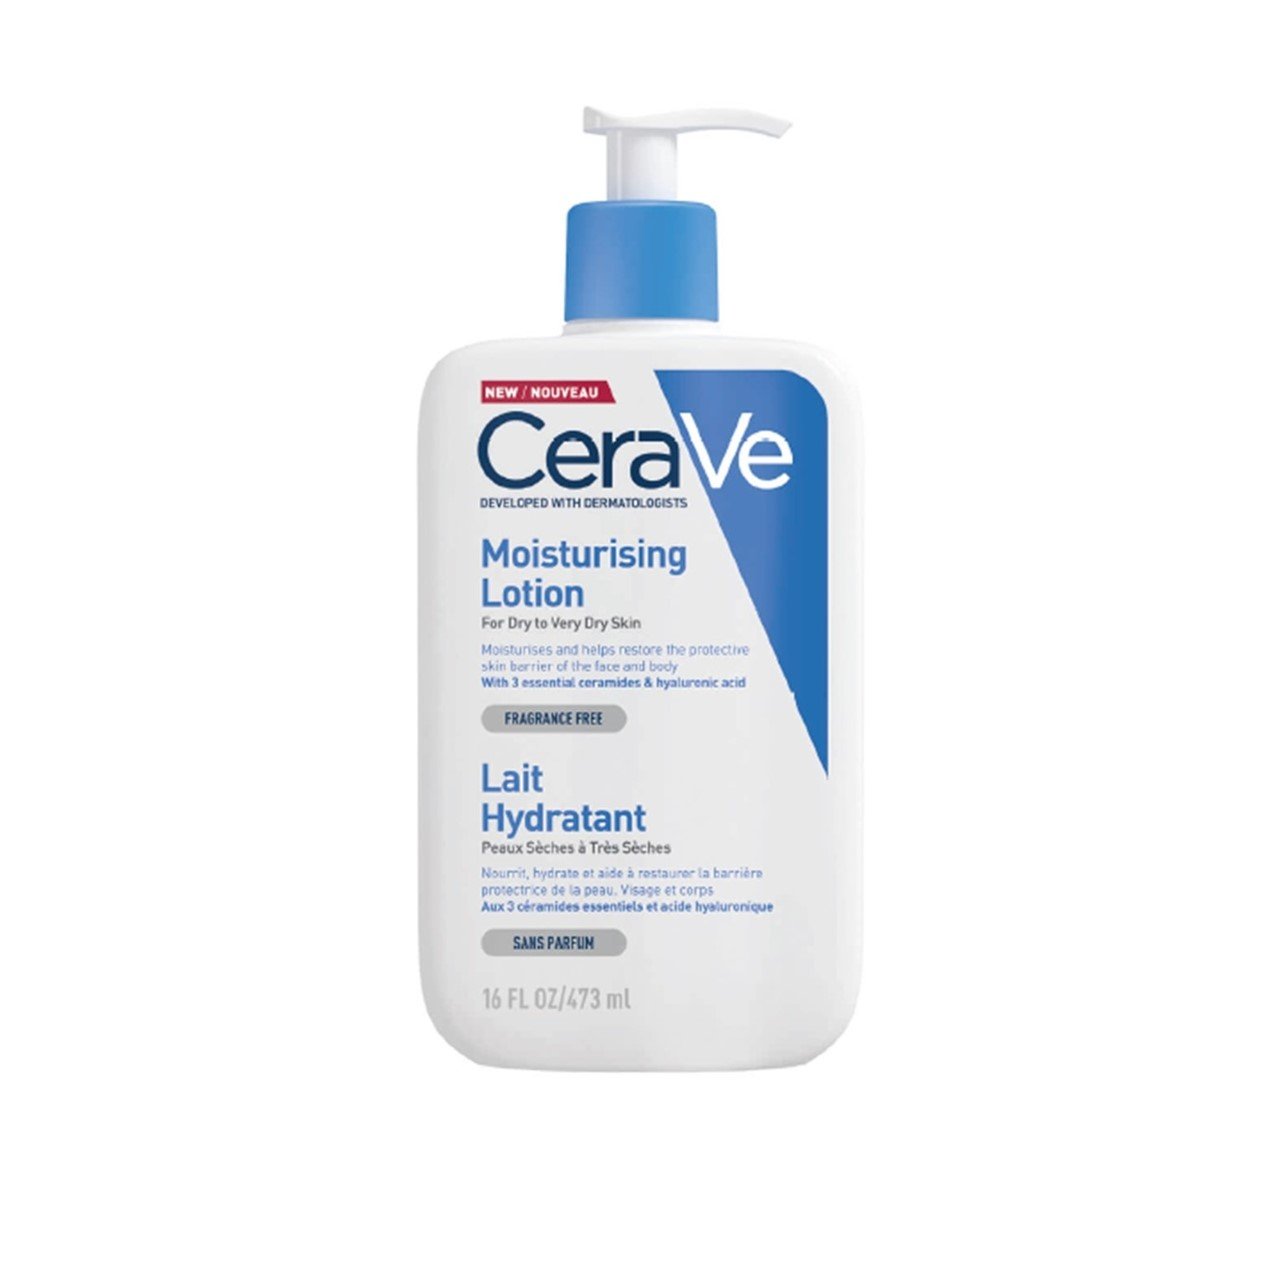 NEW / NOUVEAU
CeraVe
DEVELOPED WITH DERMATOLOGISTS
Moisturising
Lotion
For Dry to Very Dry Skin
Moisturises and helps restore the protective
skin barrier of the face and body
With 3 essential ceramides & hyaluronic acid
FRAGRANCE FREE
Lait
Hydratant
Peaux Sèches à Très Sèches
Nourrit, hydrate et aide à restaurer la barrière
protectrice de la peau. Visage et corps
Aux 3 céramides essentiels et acide hyaluronique
SANS PARFUM
16 FL OZ/473 ml